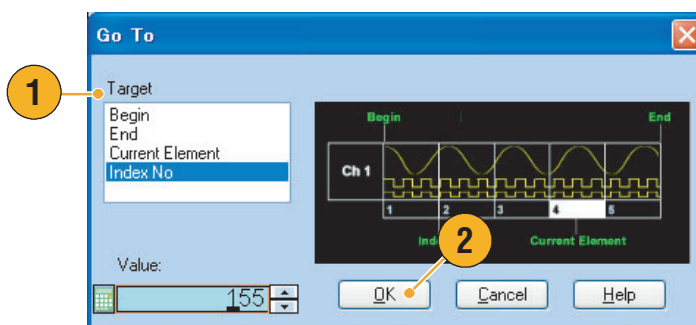 Go To
1
Target
Begin
End
Current Element
Index No
Begin
End
Ch 1
1 2 3 4 5
Current Element
2
Value:
155
OK
Cancel
Help